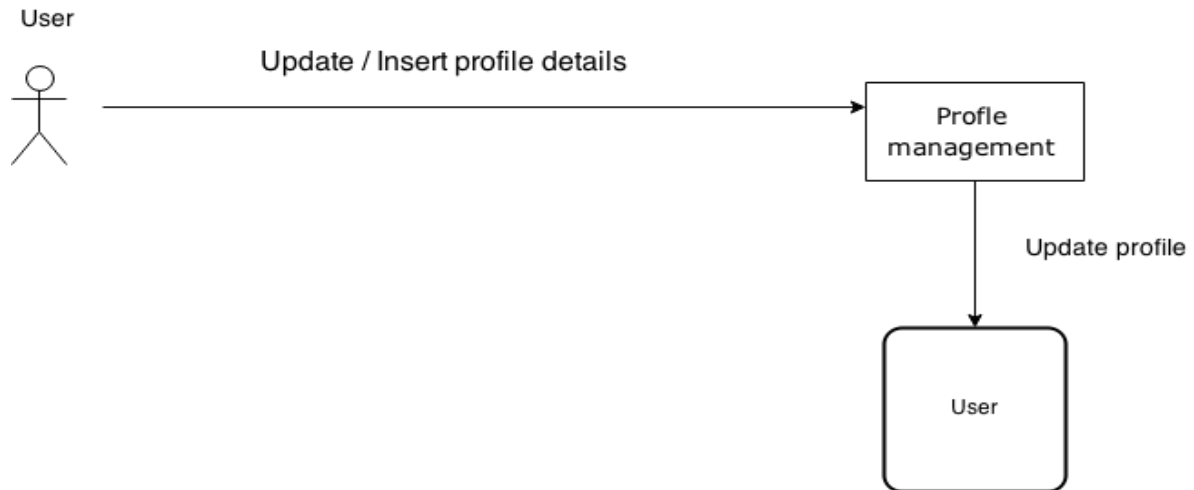 User
Update / Insert profile details
Profle
management
Update profile
User